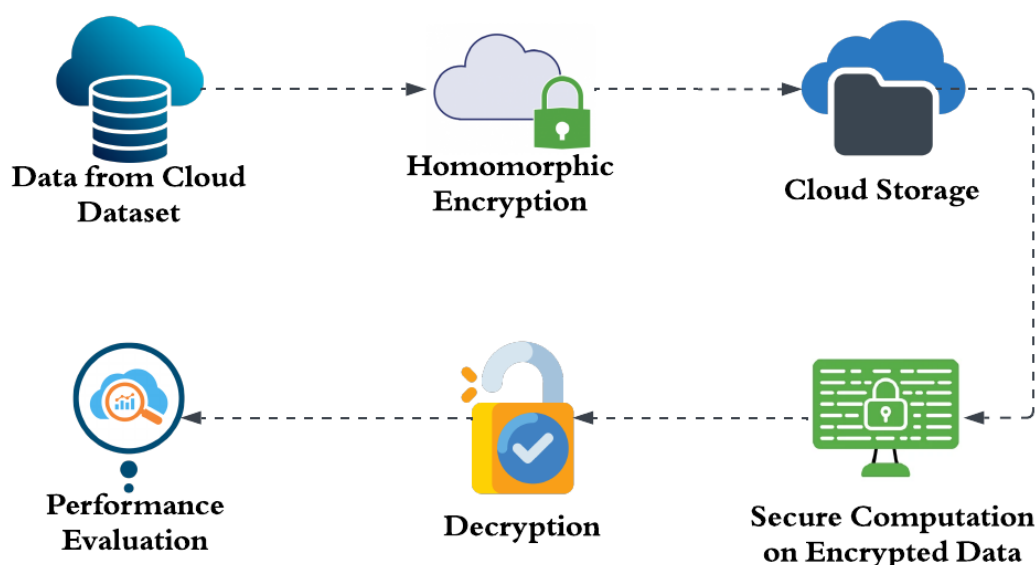 Data from Cloud
Dataset
Homomorphic
Encryption
Cloud Storage
Performance
Evaluation
Decryption
Secure Computation
on Encrypted Data